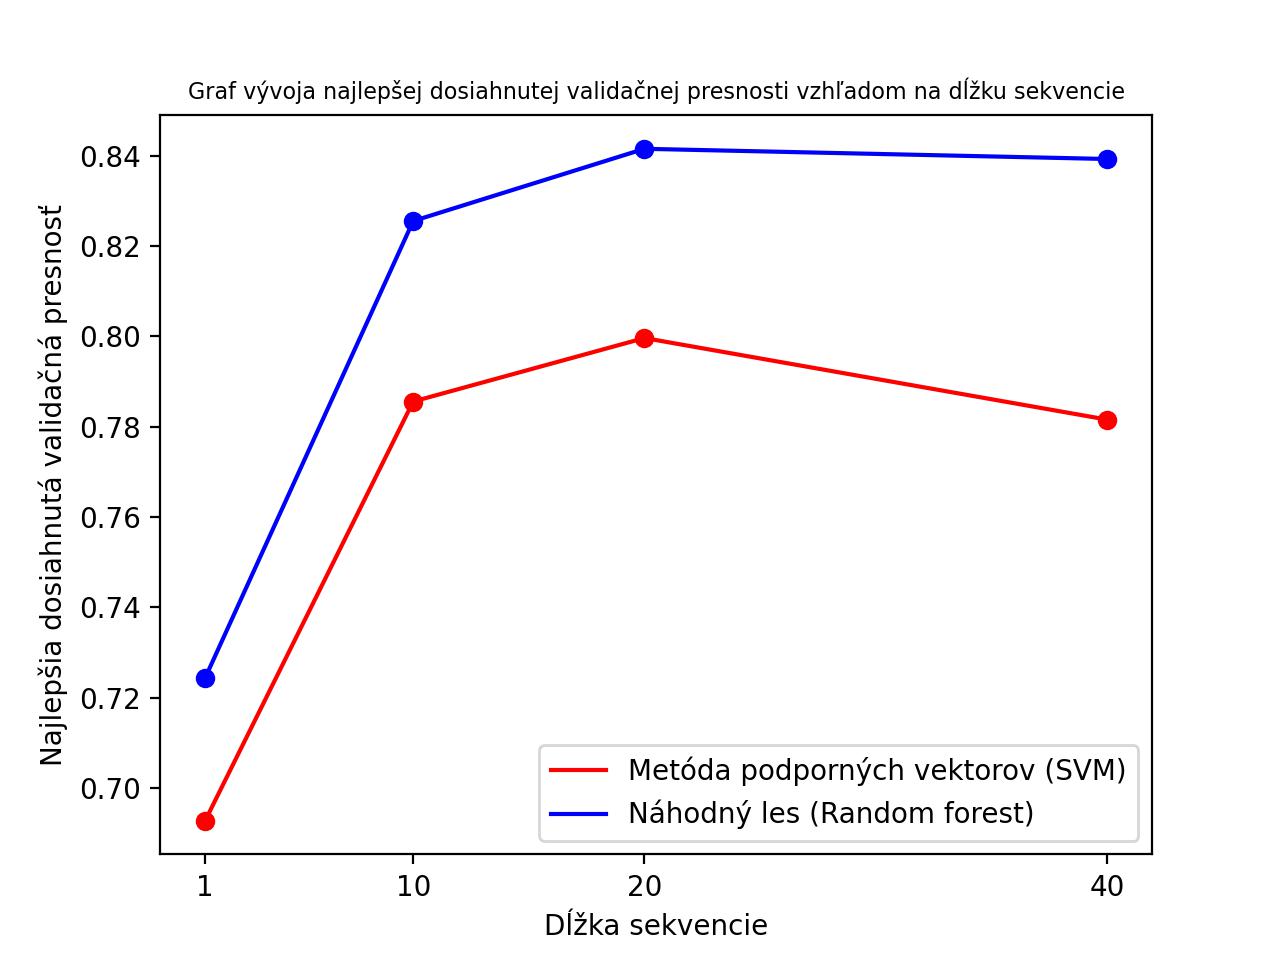 Graf vývoja najlepšej dosiahnutej validačnej presnosti vzhľadom na dĺžku sekvencie
Najlepšia dosiahnutá validačná presnosť
0.84
0.82
0.80
0.78
0.76
0.74
0.72
0.70
Metóda podporných vektorov (SVM)
Náhodný les (Random forest)
1 10 20 40
Dĺžka sekvencie